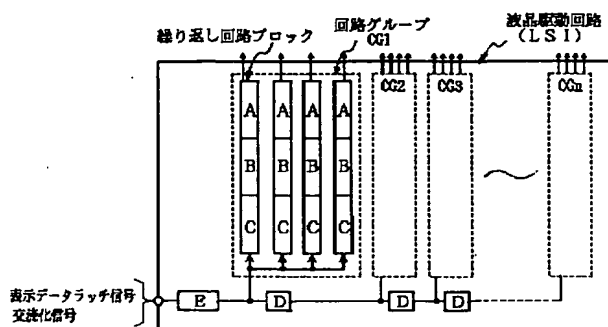 液晶駆動回路
(LSI)
繰り返し回路ブロック
回路グループ
CG1
CG2
CG3
CGn
A A A A
B B B B
C C C C
表示データラッチ信号
交流化信号
E D D D